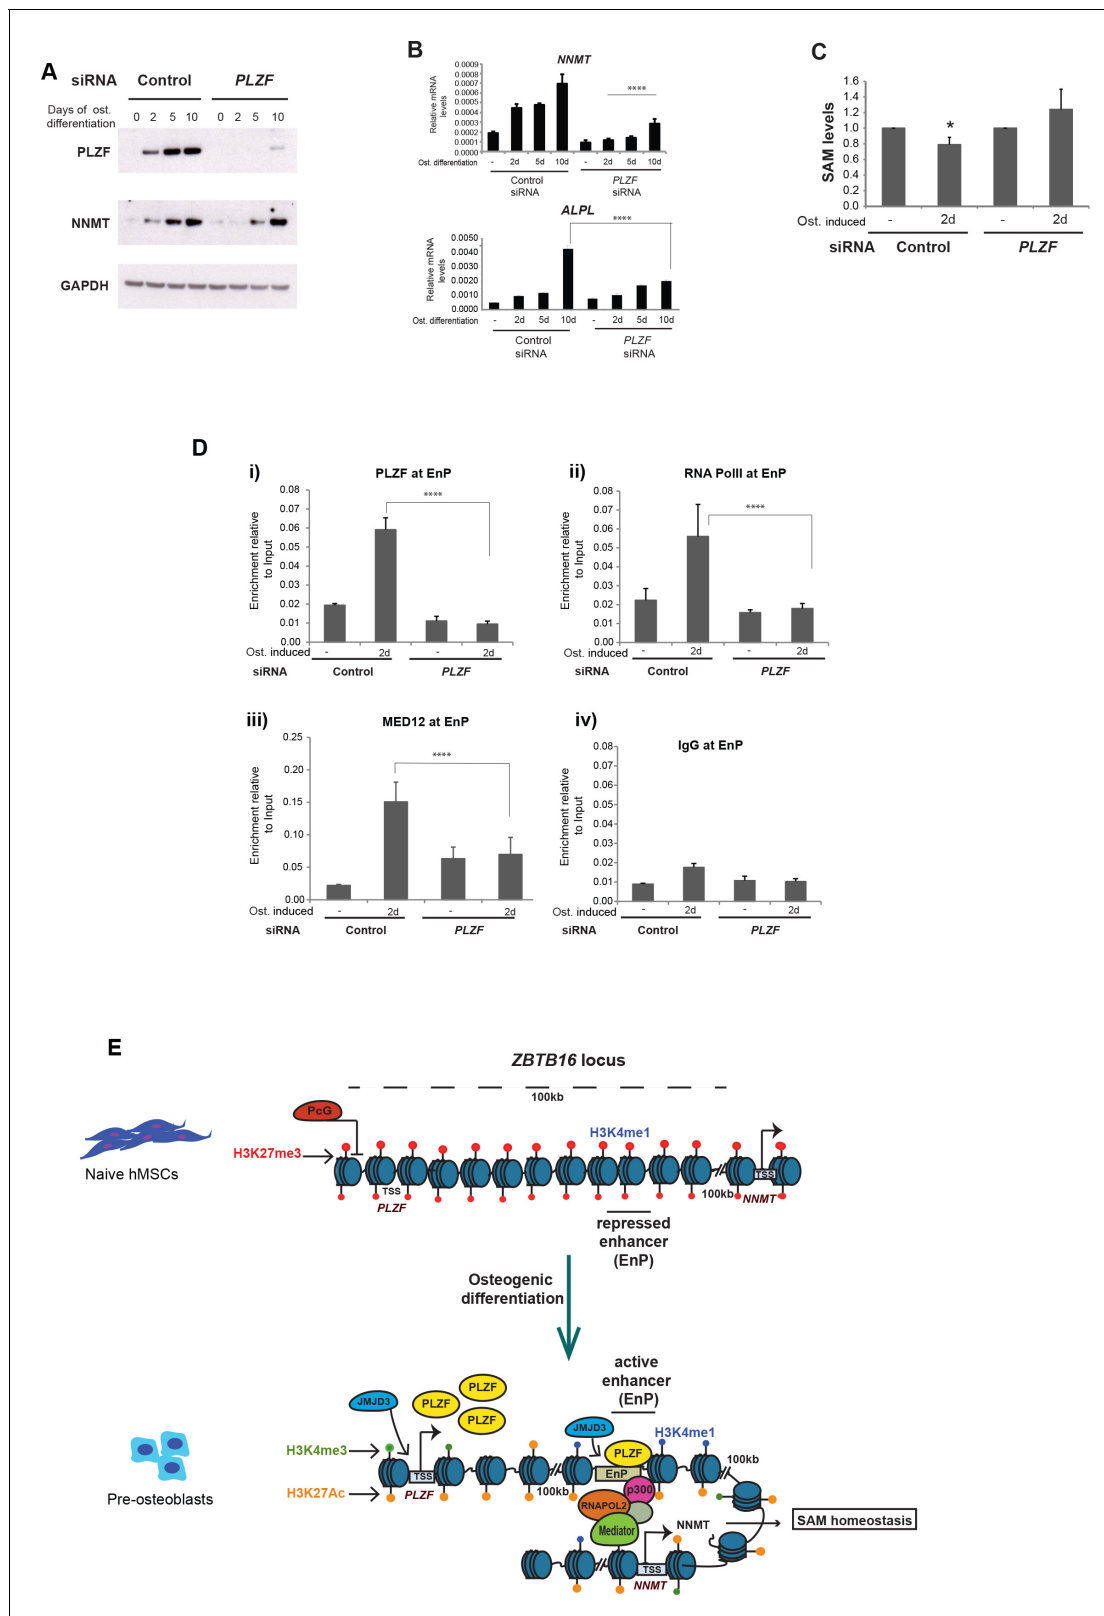 A
siRNA Control PLZF
Days of ost. differentiation 0 2 5 10 0 2 5 10
PLZF
NNMT
GAPDH
B
NNMT
Relative mRNA levels
0.0009
0.0008
0.0007
0.0006
0.0005
0.0004
0.0003
0.0002
0.0001
0.0000
****
Ost. differentiation - 2d 5d 10d - 2d 5d 10d
Control siRNA PLZF siRNA
ALPL
****
Relative mRNA levels
0.0050
0.0040
0.0030
0.0020
0.0010
0.0000
Ost. differentiation - 2d 5d 10d - 2d 5d 10d
Control siRNA PLZF siRNA
C
SAM levels
1.6
1.4
1.2
1.0
0.8
0.6
0.4
0.2
0.0
*
Ost. induced - 2d - 2d
siRNA Control PLZF
D
i) PLZF at EnP
Enrichment relative to Input
0.08
0.07
0.06
0.05
0.04
0.03
0.02
0.01
0.00
****
Ost. induced - 2d - 2d
siRNA Control PLZF
ii) RNA PolII at EnP
Enrichment relative to Input
0.08
0.07
0.06
0.05
0.04
0.03
0.02
0.01
0.00
****
Ost. induced - 2d - 2d
siRNA Control PLZF
iii) MED12 at EnP
Enrichment relative to Input
0.25
0.20
0.15
0.10
0.05
0.00
****
Ost. induced - 2d - 2d
siRNA Control PLZF
iv) IgG at EnP
Enrichment relative to Input
0.08
0.07
0.06
0.05
0.04
0.03
0.02
0.01
0.00
Ost. induced - 2d - 2d
siRNA Control PLZF
E
ZBTB16 locus
100kb
PcG
H3K4me1
H3K27me3
Naive hMSCs
TSS
PLZF
100kb
TSS
NNMT
repressed
enhancer
(EnP)
Osteogenic
differentiation
active
enhancer
(EnP)
JMJD3
PLZF
PLZF
PLZF
JMJD3
H3K4me1
PLZF
H3K4me3
TSS
EnP
100kb
PLZF
H3K27Ac
100kb
p300
Pre-osteoblasts
RNAPOL2
Mediator
NNMT
SAM homeostasis
TSS
NNMT